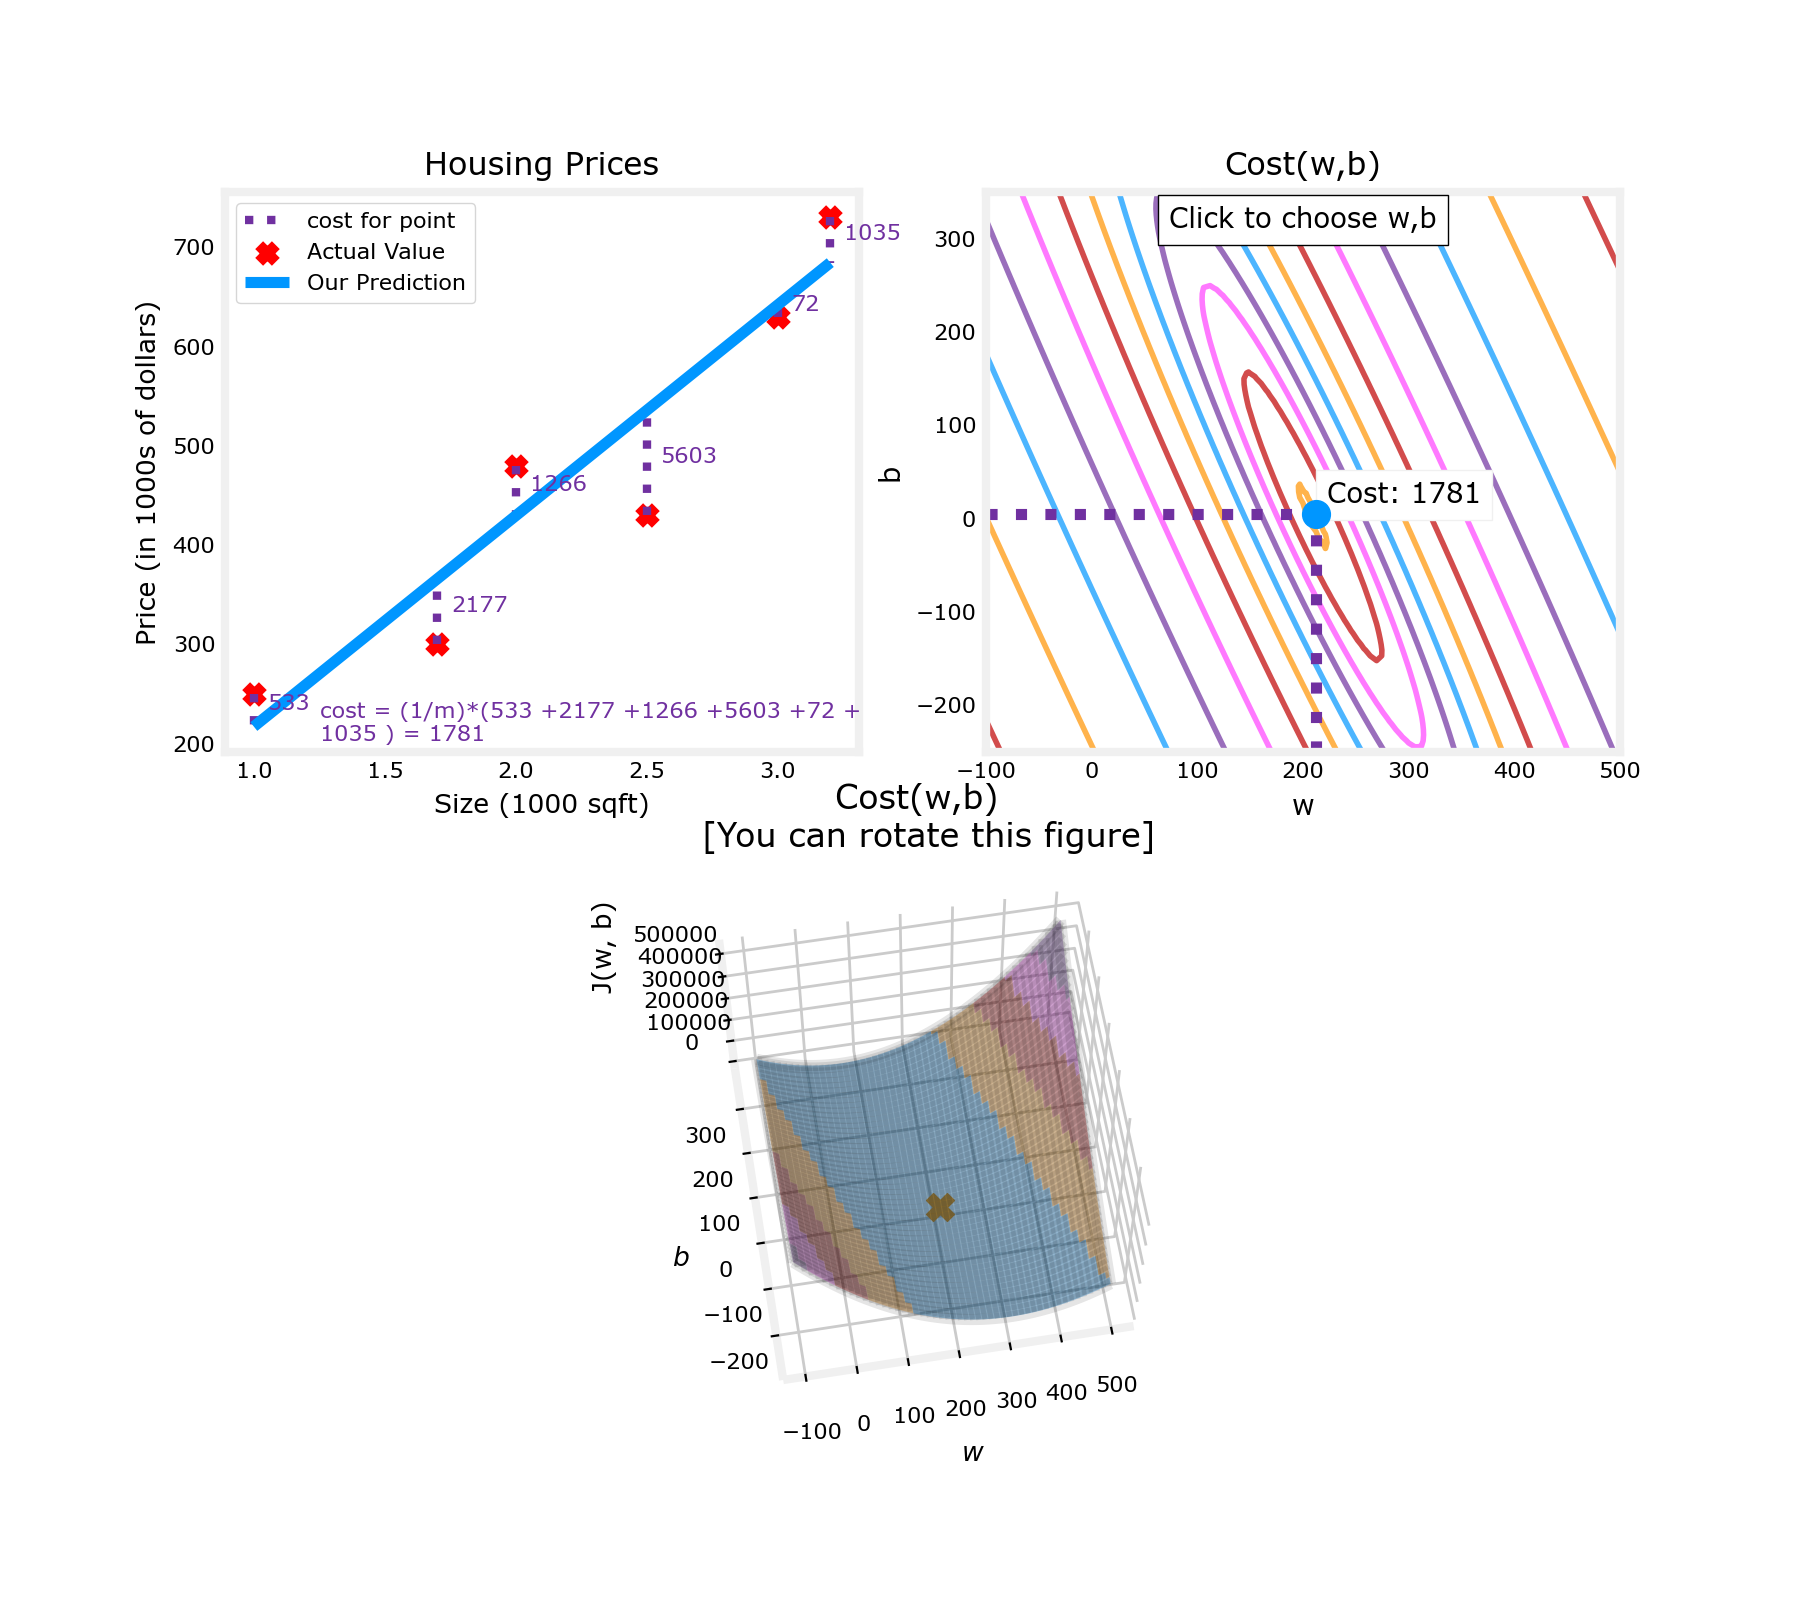 Housing Prices
cost for point
Actual Value
Our Prediction
Price (in 1000s of dollars)
700
600
500
400
300
200
1035
72
5603
1266
2177
533
cost = (1/m)*(533 +2177 +1266 +5603 +72 +
1035 ) = 1781
1.0 1.5 2.0 2.5 3.0
Size (1000 sqft)
Cost(w,b)
Click to choose w,b
b
300
200
100
0
−100
−200
Cost: 1781
−100 0 100 200 300 400 500
w
Cost(w,b)
[You can rotate this figure]
J(w, b)
500000
400000
300000
200000
100000
0
300
200
100
0
−100
−200
b
−100 0 100 200 300 400 500
w